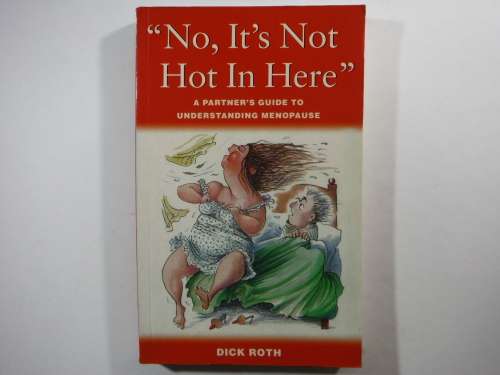 "No, It's Not
Hot In Here"
A PARTNER'S GUIDE TO
UNDERSTANDING MENOPAUSE
DICK ROTH